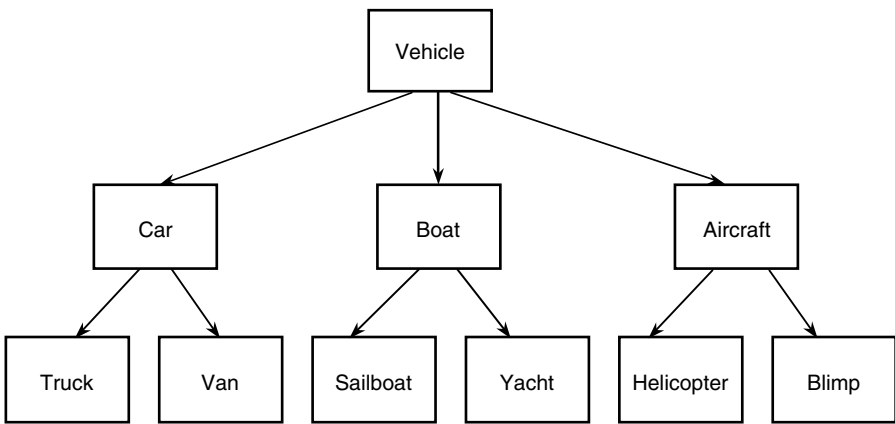 Vehicle
Car
Boat
Aircraft
Truck
Van
Sailboat
Yacht
Helicopter
Blimp